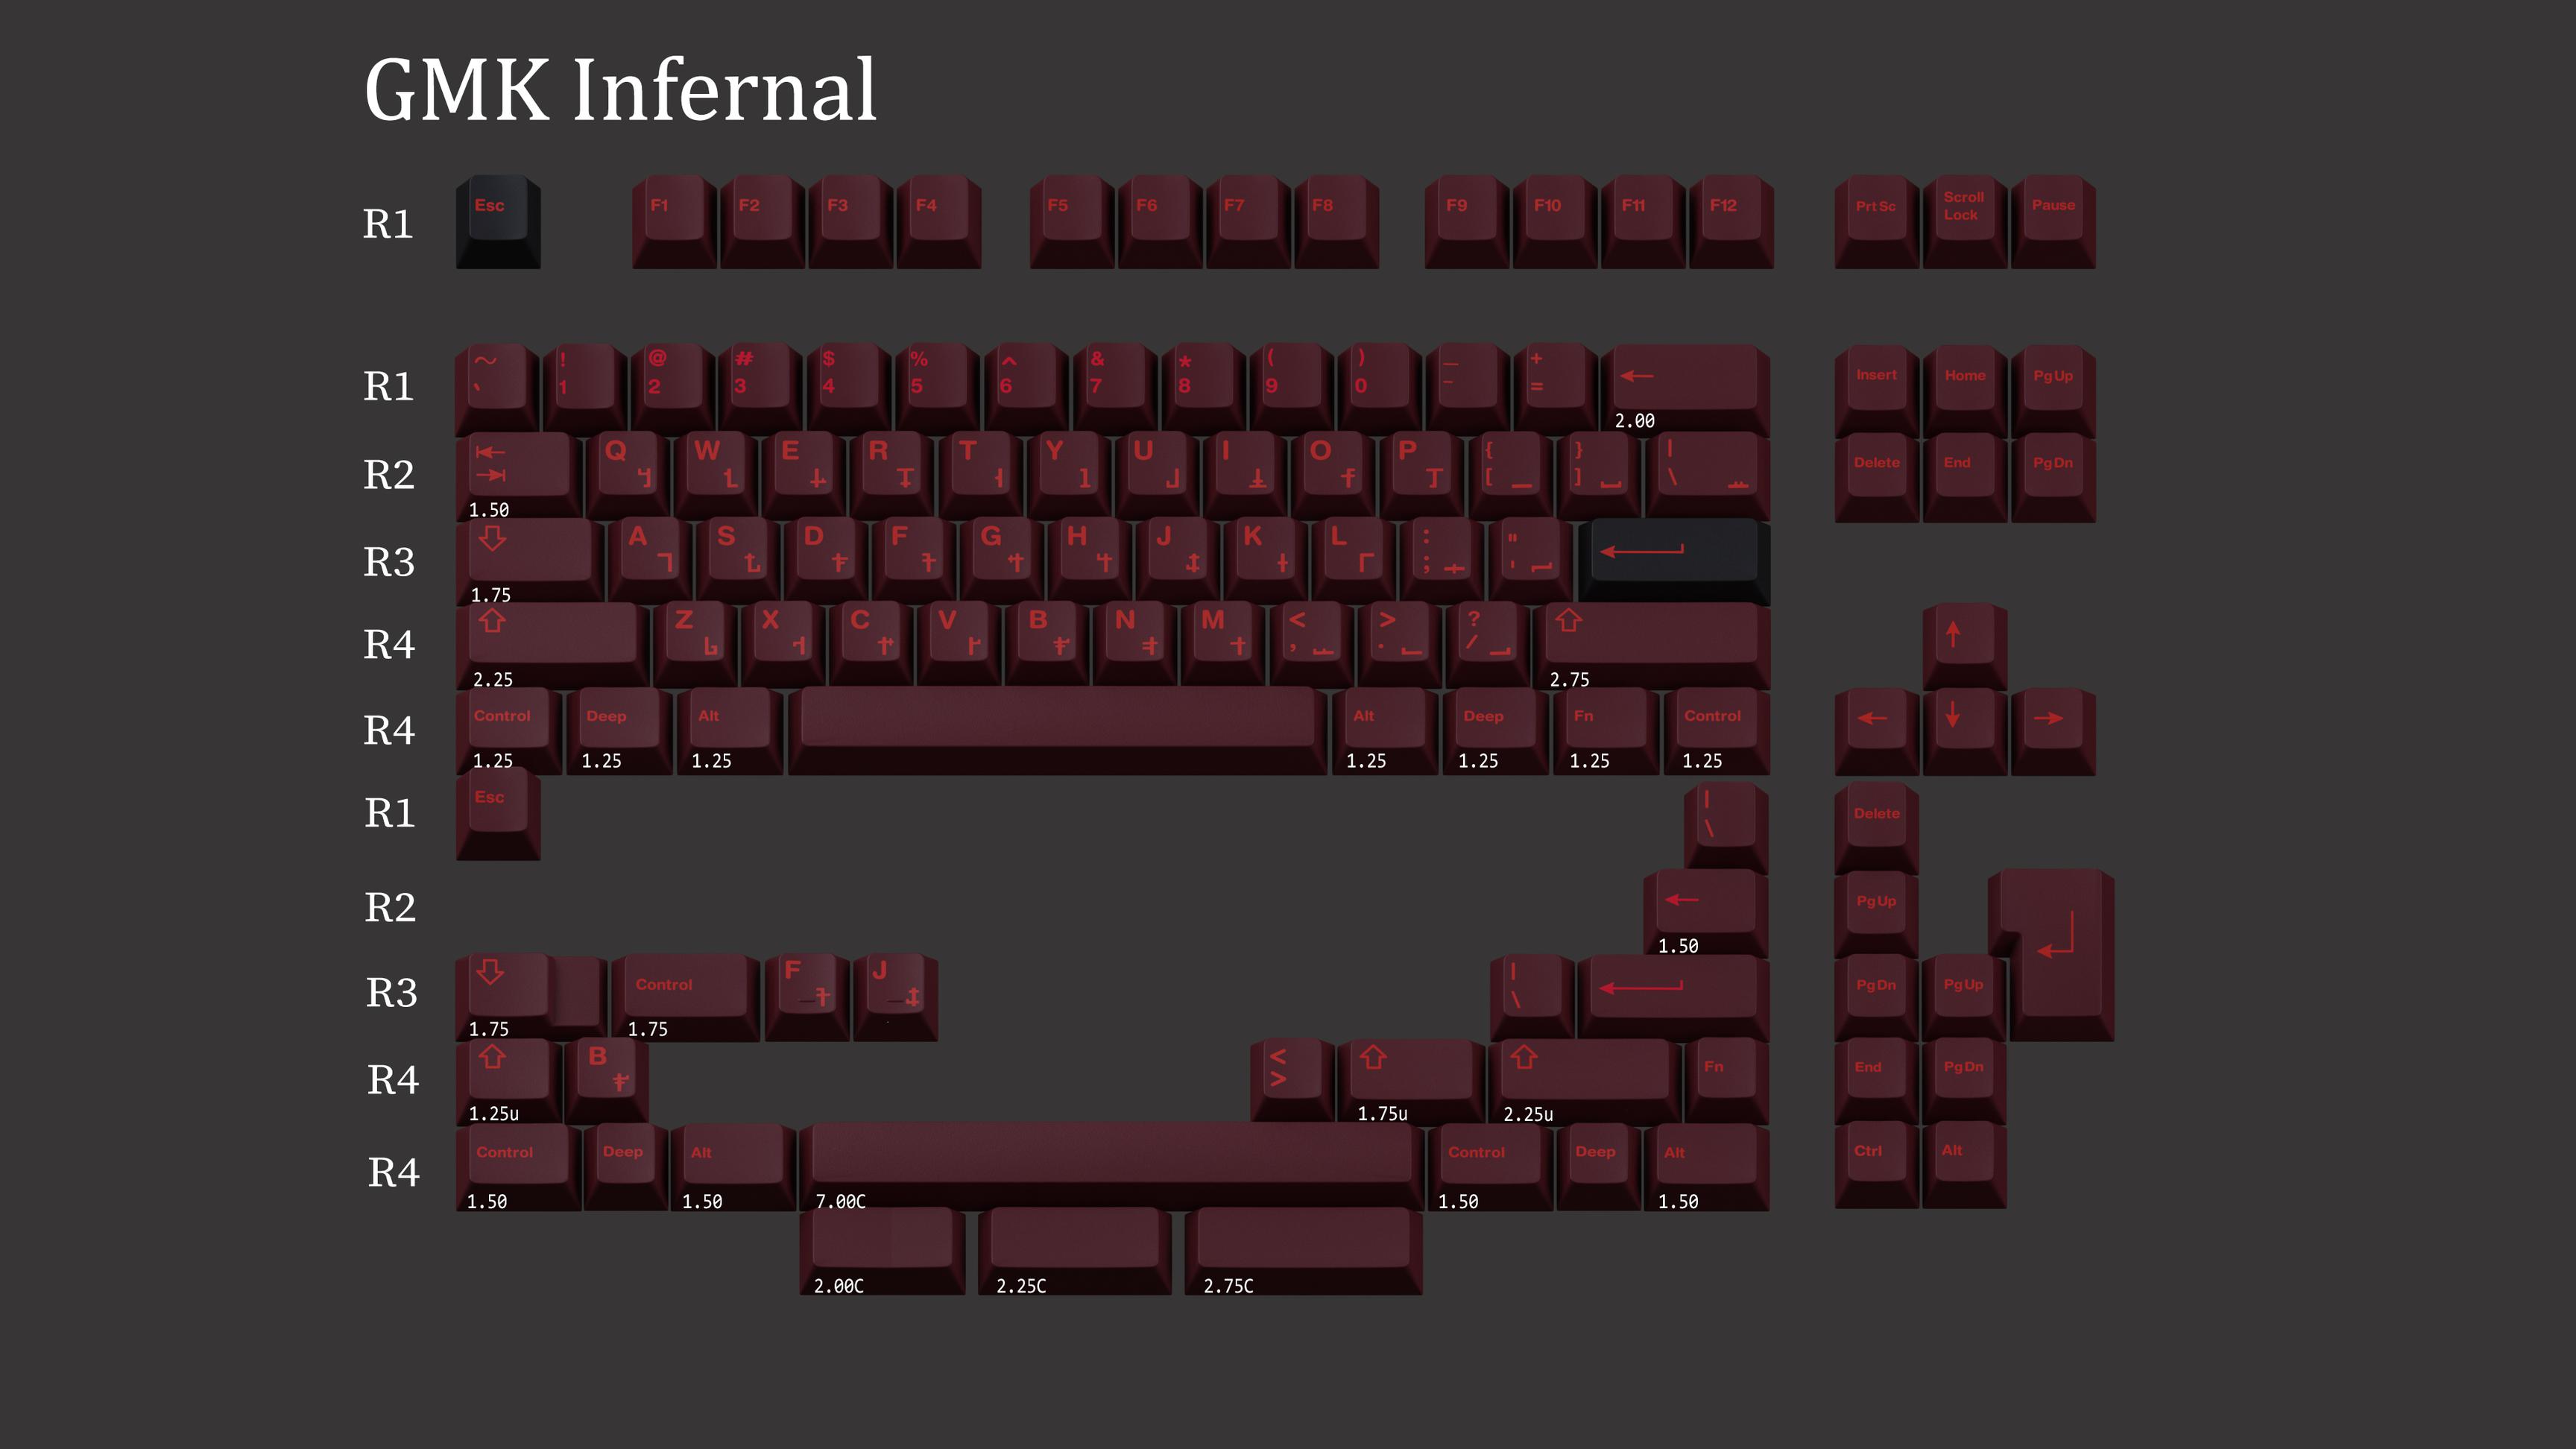 GMK Infernal
R1 Esc F1 F2 F3 F4 F5 F6 F7 F8 F9 F10 F11 F12 PrtSc Scroll Lock Pause
R1 ~ ` ! 1 @ 2 # 3 $ 4 % 5 ^ 6 & 7 * 8 ( 9 ) 0 _ - + = ← 2.00 Insert Home PgUp
R2 1.50 Q W E R T Y U I O P { [ } ] | \ Delete End PgDn
R3 1.75 A S D F G H J K L : ; " '
R4 2.25 Z X C V B N M < , > . ? / 2.75 ↑
R4 Control 1.25 Deep 1.25 Alt 1.25 Alt 1.25 Deep 1.25 Fn 1.25 Control 1.25 ← ↓ →
R1 Esc | \ Delete
R2 ← 1.50 PgUp
R3 1.75 Control 1.75 F J | \ PgDn PgUp
R4 1.25u B < > 1.75u 2.25u Fn End PgDn
R4 Control 1.50 Deep Alt 1.50 7.00C Control 1.50 Deep Alt 1.50 Ctrl Alt
2.00C 2.25C 2.75C